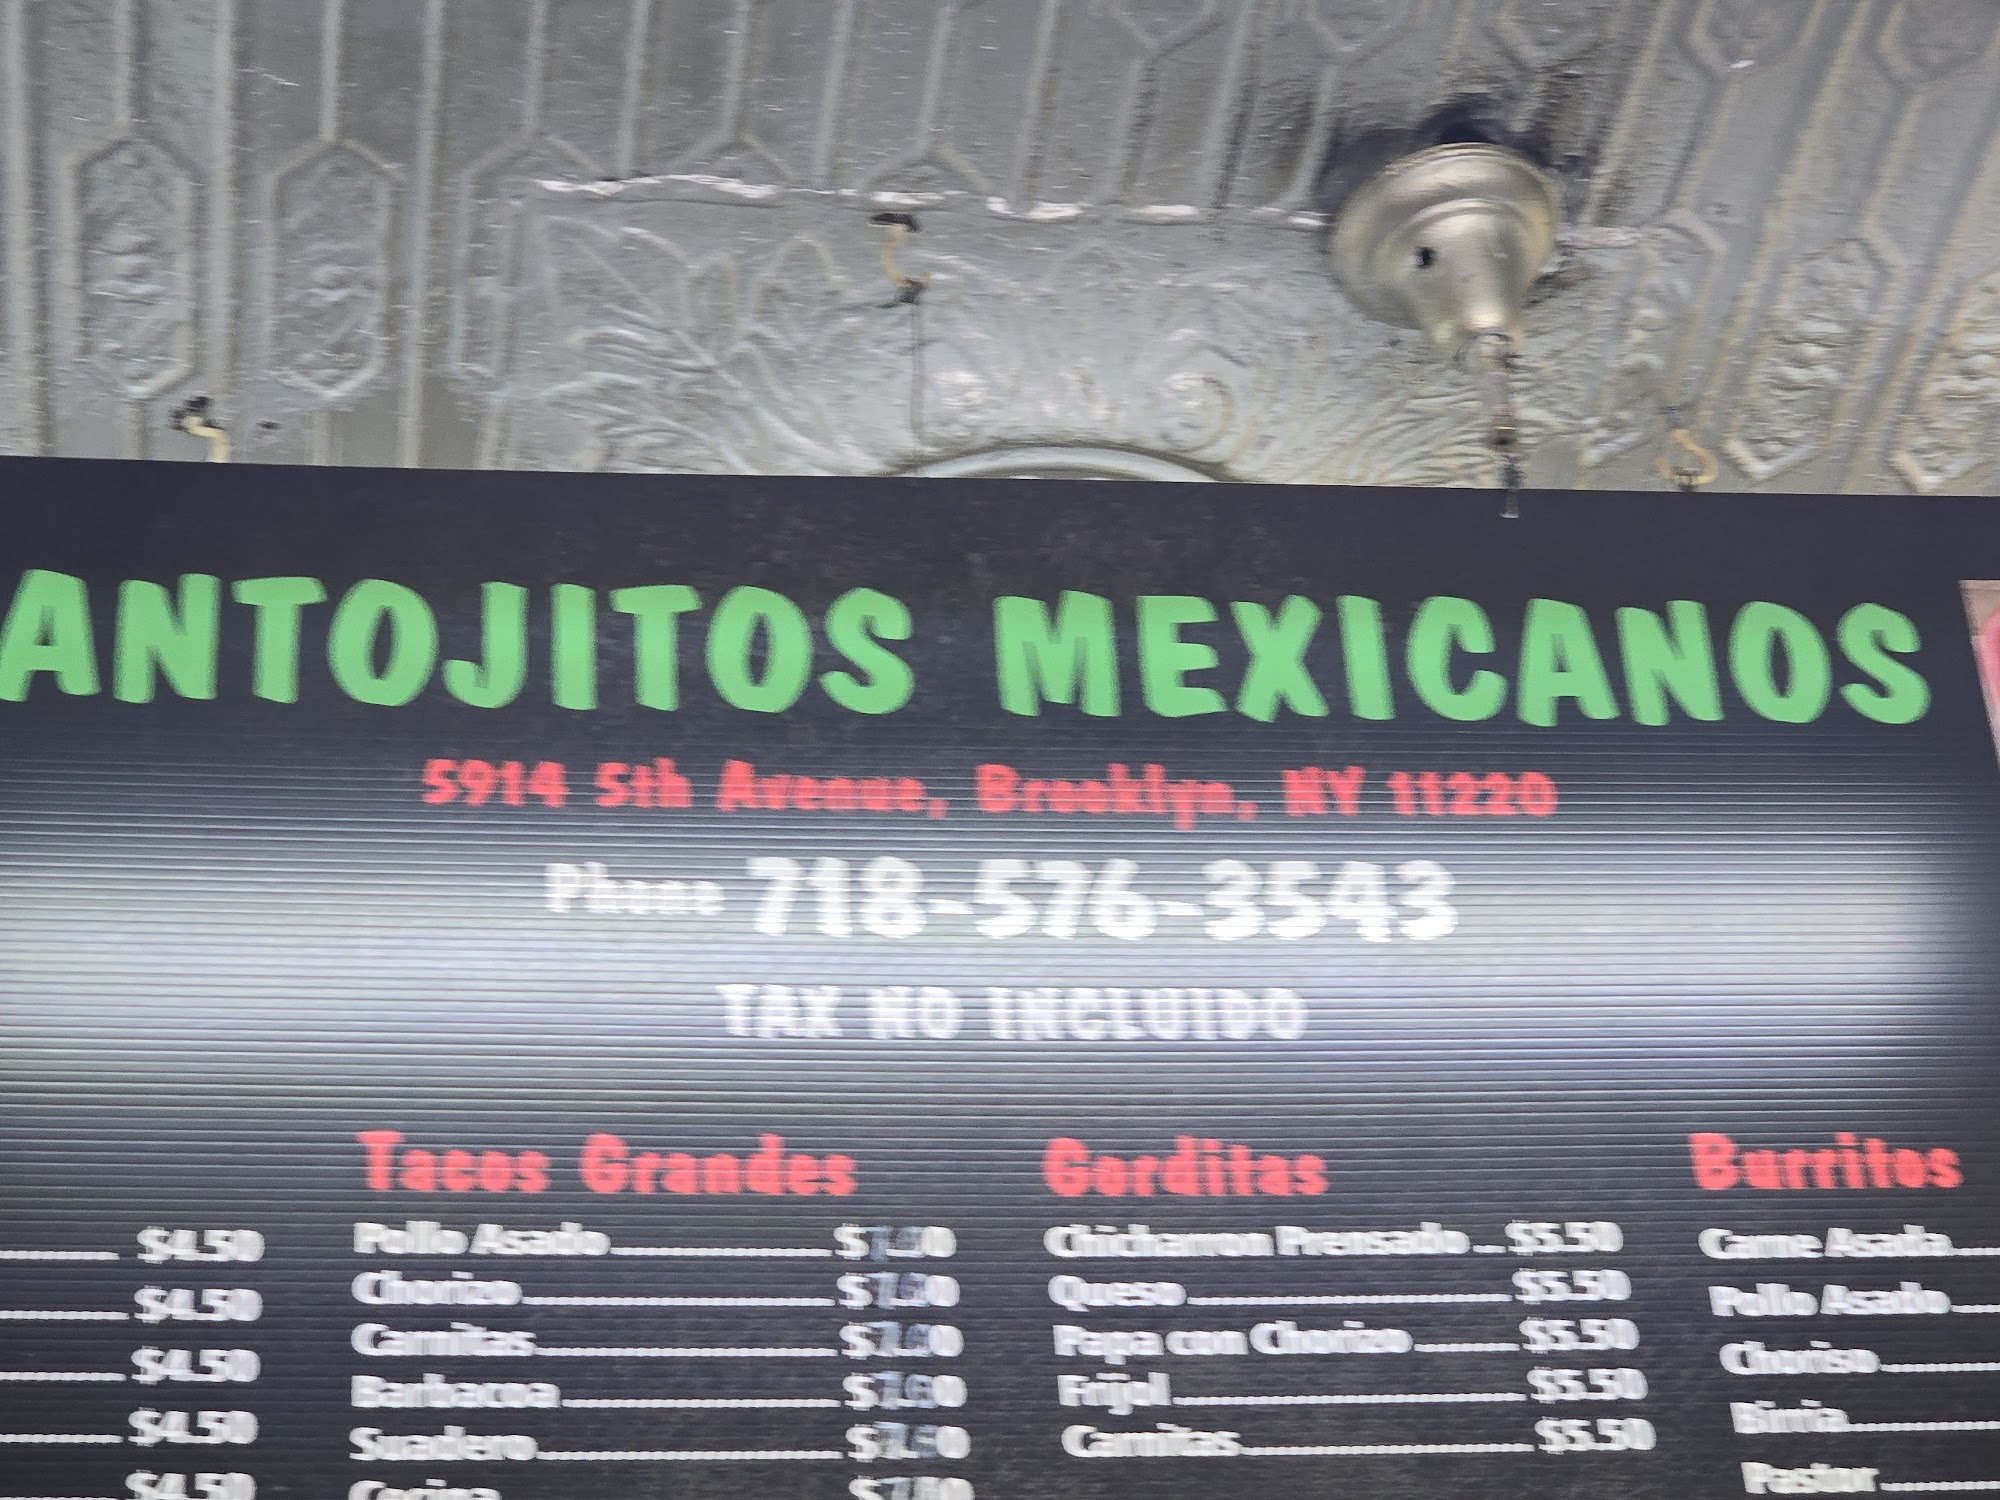 ANTOJITOS MEXICANOS
5914 5th Avenue, Brooklyn, NY 11220
Phone 718-576-3543
TAX NO INCLUIDO
$4.50
$4.50
$4.50
$4.50
$4.50
Tacos Grandes
Pollo Asado
Chorizo
Carnitas
Barbacoa
Suadero
Cecina
Gorditas
Chicharron Prensado $5.50
Queso $5.50
Papa con Chorizo $5.50
Frijol $5.50
Carnitas $5.50
Burritos
Carne Asada
Pollo Asado
Choriso
Birria
Pastor